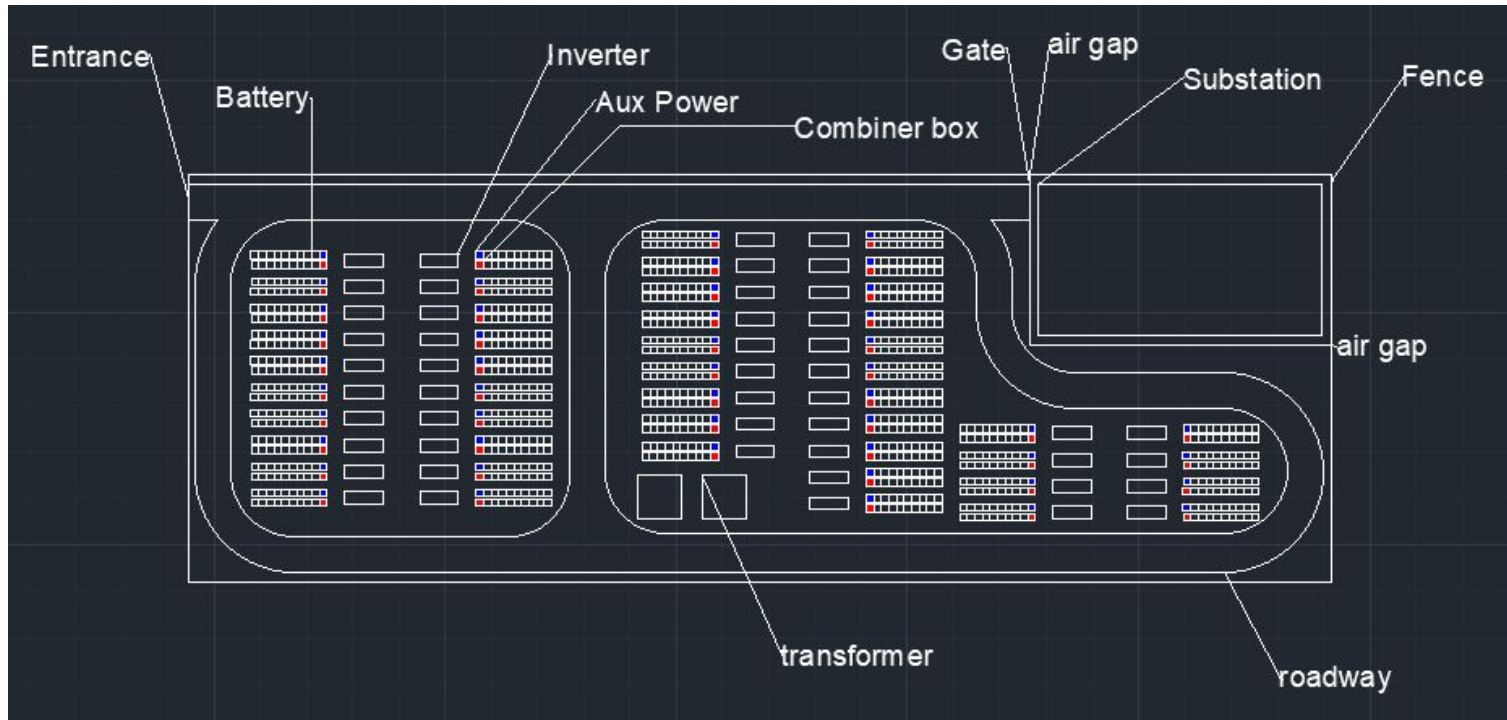 Entrance
Battery
Inverter
Aux Power
Combiner box
Gate
air gap
Substation
Fence
air gap
transformer
roadway